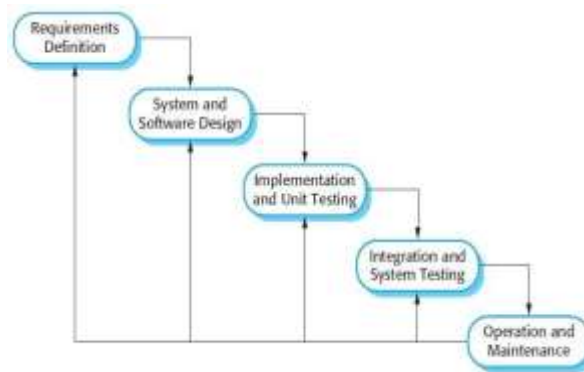 Requirements
Definition
System and
Software Design
Implementation
and Unit Testing
Integration and
System Testing
Operation and
Maintenance